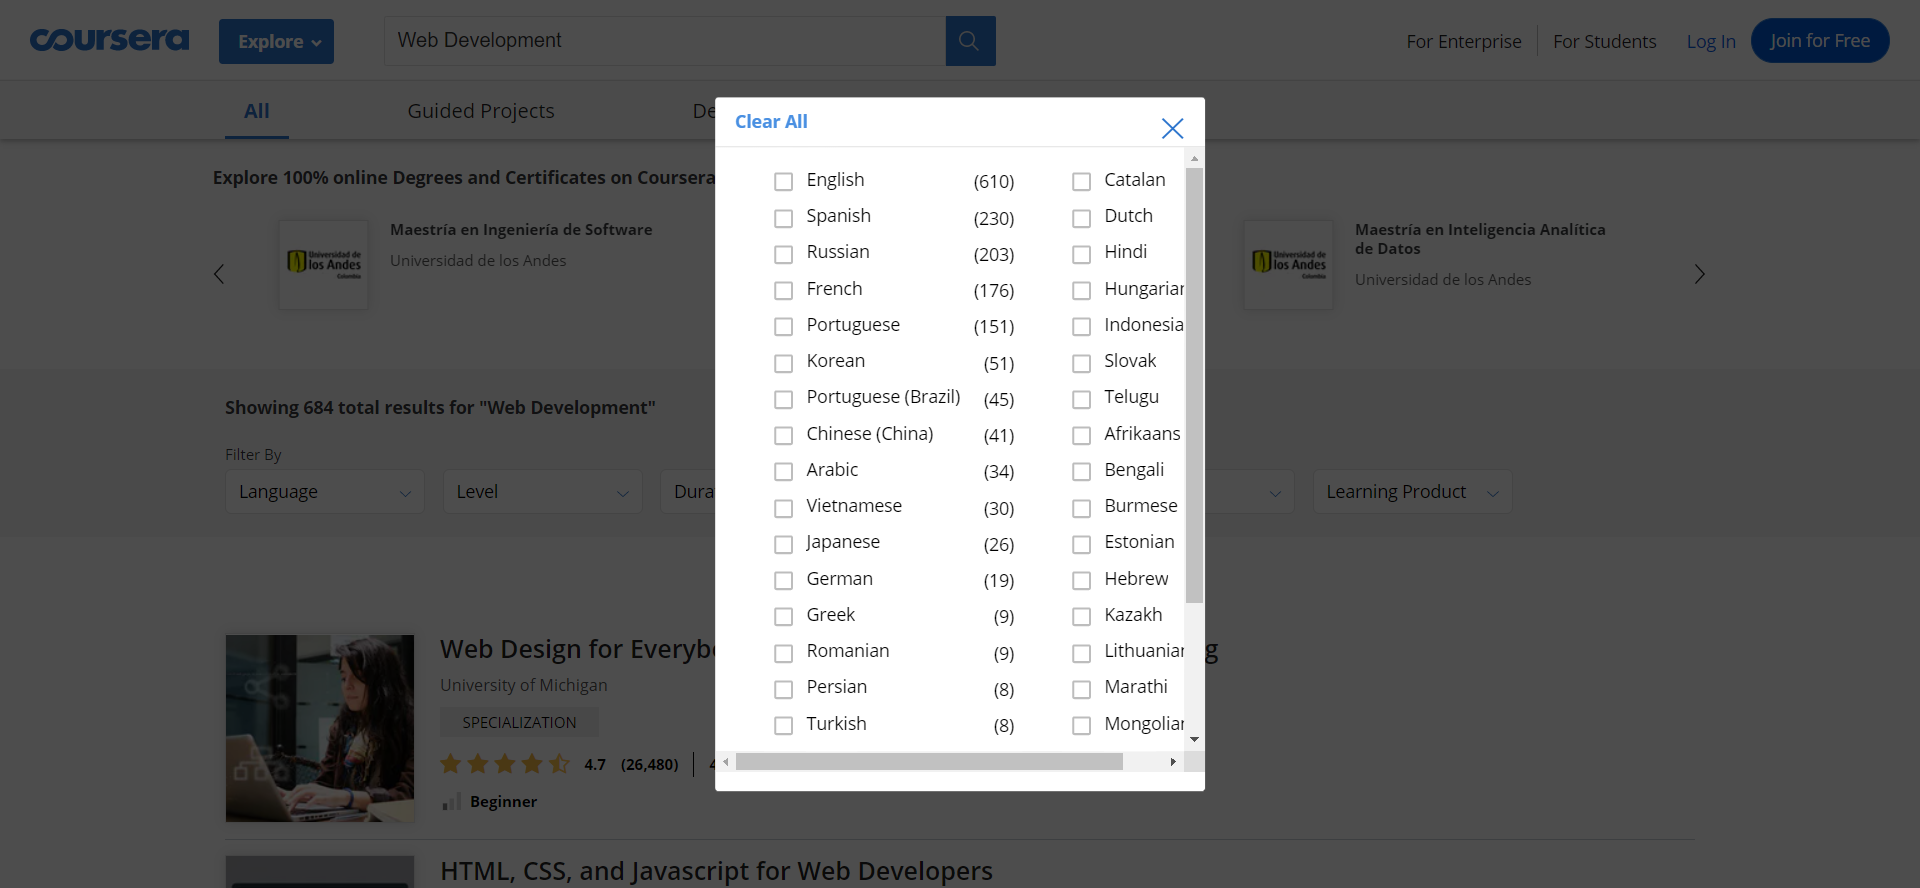 coursera
Explore
Web Development
For Enterprise
For Students
Log In
Join for Free
All
Guided Projects
Clear All
Explore 100% online Degrees and Certificates on Coursera
Universidad de
los Andes
Colombia
Maestría en Ingeniería de Software
Universidad de los Andes
Universidad de
los Andes
Colombia
Maestría en Inteligencia Analítica
de Datos
Universidad de los Andes
English (610)
Spanish (230)
Russian (203)
French (176)
Portuguese (151)
Korean (51)
Portuguese (Brazil) (45)
Chinese (China) (41)
Arabic (34)
Vietnamese (30)
Japanese (26)
German (19)
Greek (9)
Romanian (9)
Persian (8)
Turkish (8)
Catalan
Dutch
Hindi
Hungarian
Indonesia
Slovak
Telugu
Afrikaans
Bengali
Burmese
Estonian
Hebrew
Kazakh
Lithuanian
Marathi
Mongolian
Showing 684 total results for "Web Development"
Filter By
Language
Level
Learning Product
Web Design for
University of Michigan
SPECIALIZATION
4.7 (26,480)
Beginner
HTML, CSS, and Javascript for Web Developers